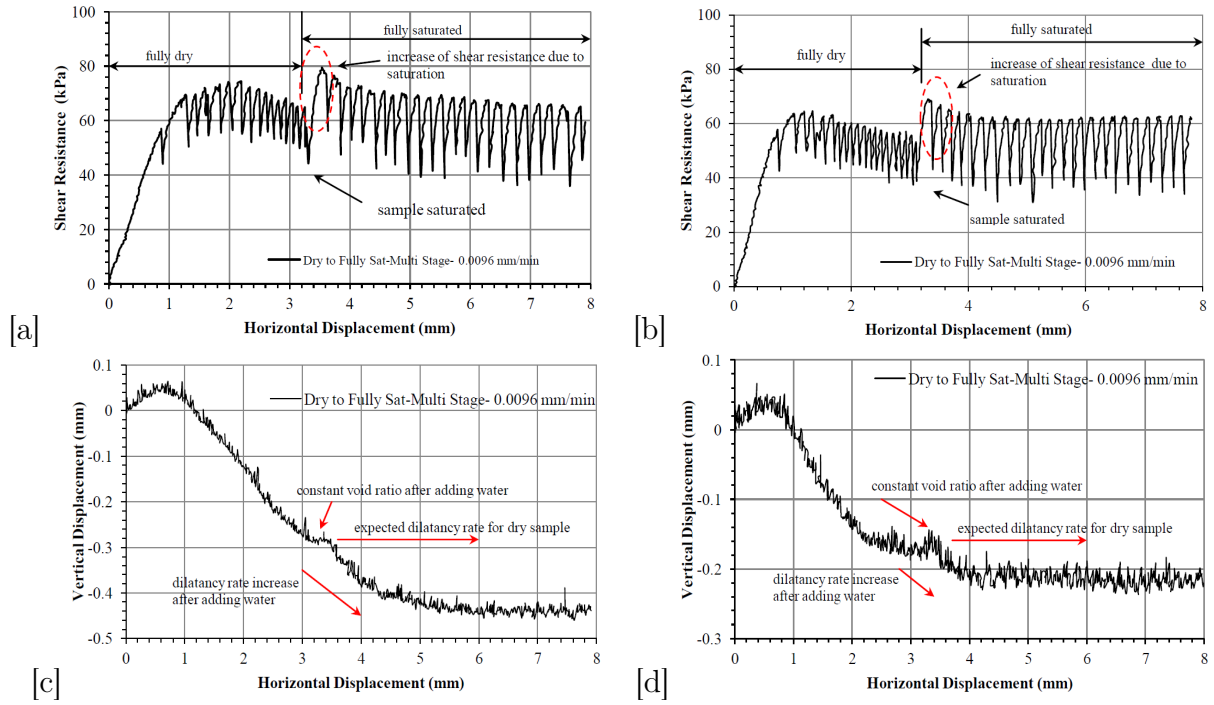 100
80
60
40
20
0
Shear Resistance (kPa)
fully saturated
fully dry
increase of shear resistance due to
saturation
sample saturated
Dry to Fully Sat-Multi Stage- 0.0096 mm/min
0 1 2 3 4 5 6 7 8
Horizontal Displacement (mm)
[a]
100
80
60
40
20
0
Shear Resistance (kPa)
fully saturated
fully dry
increase of shear resistance due to
saturation
sample saturated
Dry to Fully Sat-Multi Stage- 0.0096 mm/min
0 2 4 6 8
Horizontal Displacement (mm)
[b]
0.1
0
-0.1
-0.2
-0.3
-0.4
-0.5
Vertical Displacement (mm)
Dry to Fully Sat-Multi Stage- 0.0096 mm/min
constant void ratio after adding water
expected dilatancy rate for dry sample
dilatancy rate increase
after adding water
0 1 2 3 4 5 6 7 8
Horizontal Displacement (mm)
[c]
0.1
0
-0.1
-0.2
-0.3
Vertical Displacement (mm)
Dry to Fully Sat-Multi Stage- 0.0096 mm/min
constant void ratio after adding water
expected dilatancy rate for dry sample
dilatancy rate increase
after adding water
0 1 2 3 4 5 6 7 8
Horizontal Displacement (mm)
[d]